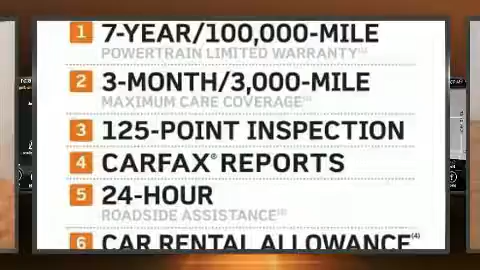 1 7-YEAR/100,000-MILE
POWERTRAIN LIMITED WARRANTY
2 3-MONTH/3,000-MILE
MAXIMUM CARE COVERAGE
3 125-POINT INSPECTION
4 CARFAX® REPORTS
5 24-HOUR
ROADSIDE ASSISTANCE
6 CAR RENTAL ALLOWANCE(4)